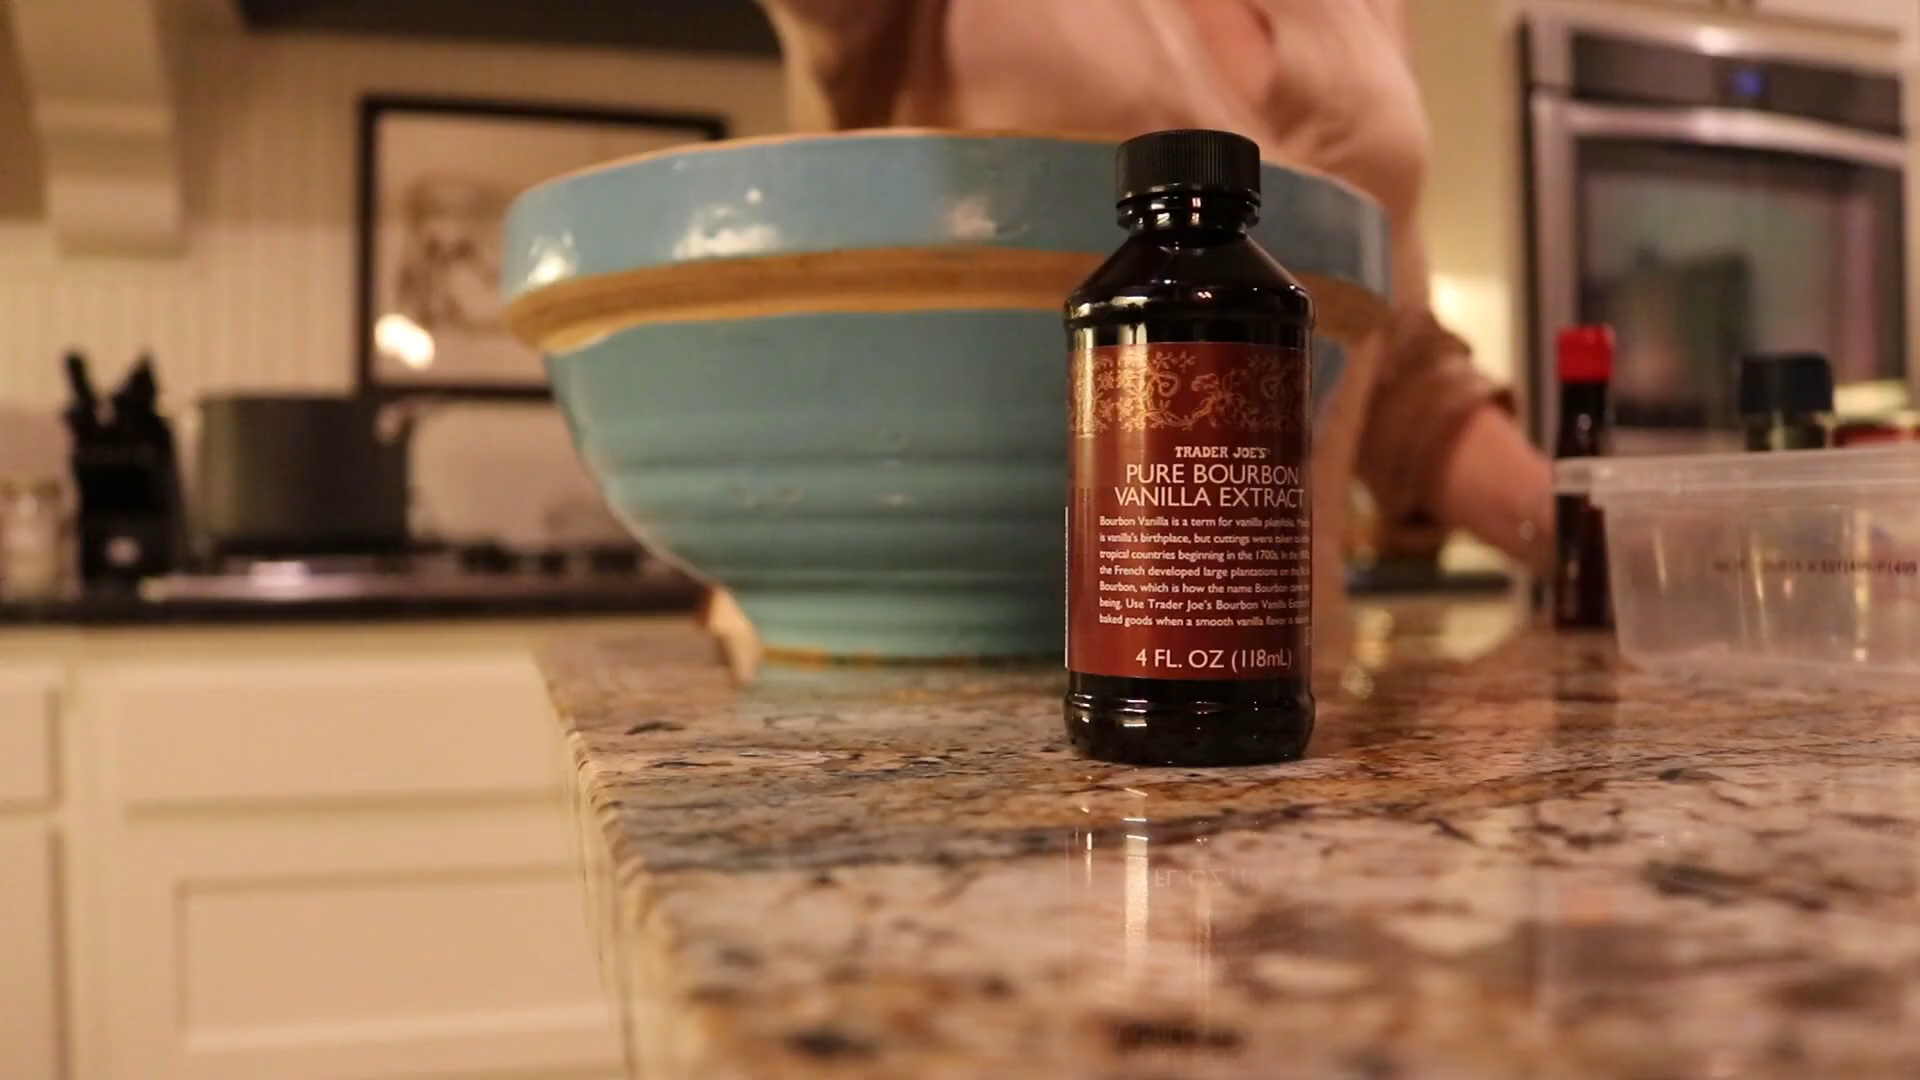 TRADER JOE'S
PURE BOURBON
VANILLA EXTRACT
Bourbon Vanilla is a term for vanilla
is vanilla's birthplace, but cuttings were taken to
tropical countries beginning in the 1700s. In the
the French developed large plantations on the
Bourbon, which is how the name Bourbon
being. Use Trader Joe's Bourbon Vanilla
baked goods when a smooth vanilla flavor is
4 FL. OZ (118mL)